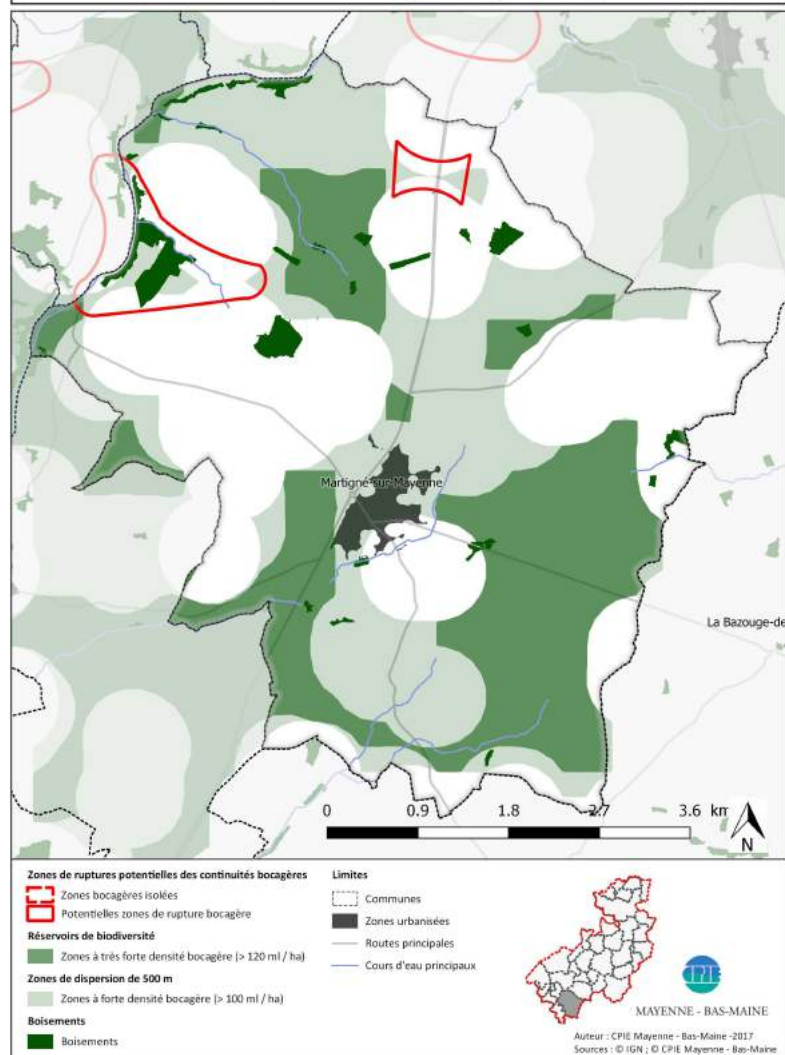 Martigné-sur-Mayenne
La Bazouge-de
0 0.9 1.8 2.7 3.6 km
N
Zones de ruptures potentielles des continuités bocagères
Zones bocagères isolées
Potentielles zones de rupture bocagère
Réservoirs de biodiversité
Zones à très forte densité bocagère (> 120 ml / ha)
Zones de dispersion de 500 m
Zones à forte densité bocagère (> 100 ml / ha)
Boisements
Boisements
Limites
Communes
Zones urbanisées
Routes principales
Cours d'eau principaux
CPIE
MAYENNE - BAS-MAINE
Auteur : CPIE Mayenne - Bas-Maine -2017
Sources : © IGN ; © CPIE Mayenne - Bas-Maine